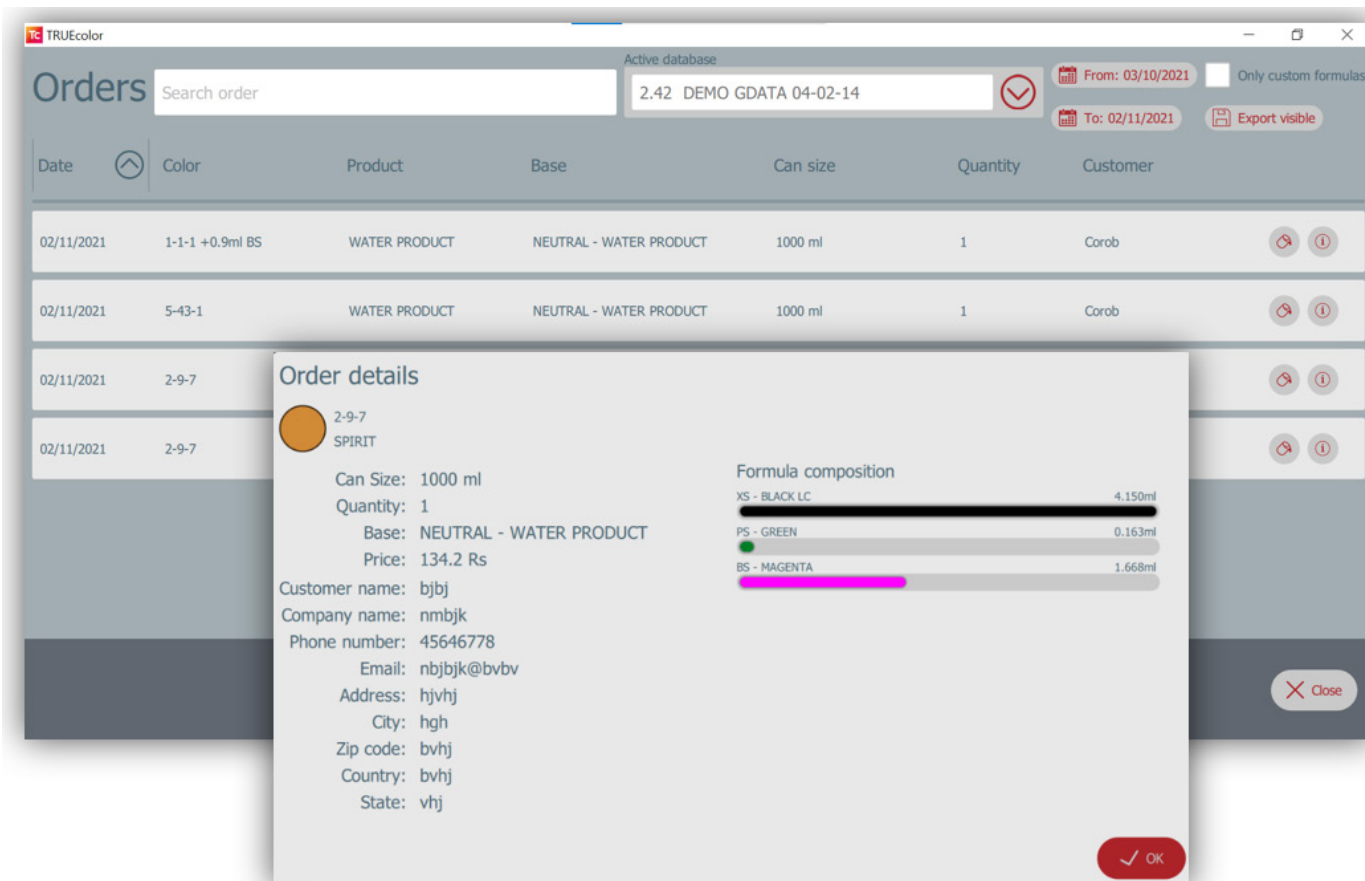 TC TRUEcolor
Orders
Search order
Active database
2.42 DEMO GDATA 04-02-14
From: 03/10/2021
Only custom formulas
To: 02/11/2021
Export visible
Date Color Product Base Can size Quantity Customer
02/11/2021 1-1-1 +0.9ml BS WATER PRODUCT NEUTRAL - WATER PRODUCT 1000 ml 1 Corob
02/11/2021 5-43-1 WATER PRODUCT NEUTRAL - WATER PRODUCT 1000 ml 1 Corob
02/11/2021 2-9-7
02/11/2021 2-9-7
Order details
2-9-7
SPIRIT
Can Size: 1000 ml
Quantity: 1
Base: NEUTRAL - WATER PRODUCT
Price: 134.2 Rs
Customer name: bjbj
Company name: nmbjk
Phone number: 45646778
Email: nbjbjk@bvbv
Address: hjvhj
City: hgh
Zip code: bvhj
Country: bvhj
State: vhj
Formula composition
XS - BLACK LC 4.150ml
PS - GREEN 0.163ml
BS - MAGENTA 1.668ml
Close
OK